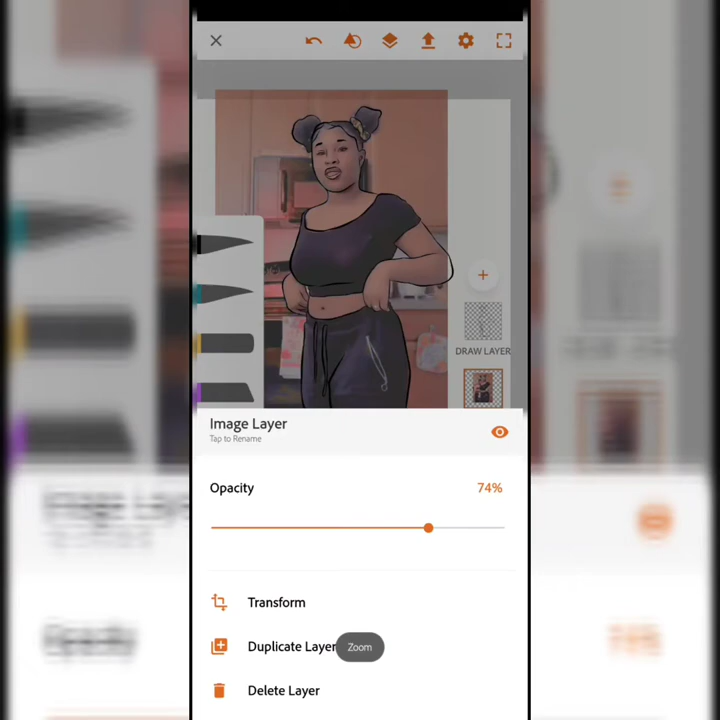 DRAW LAYER
Image Layer
Tap to Rename
Opacity
74%
Transform
Duplicate Layer
Zoom
Delete Layer